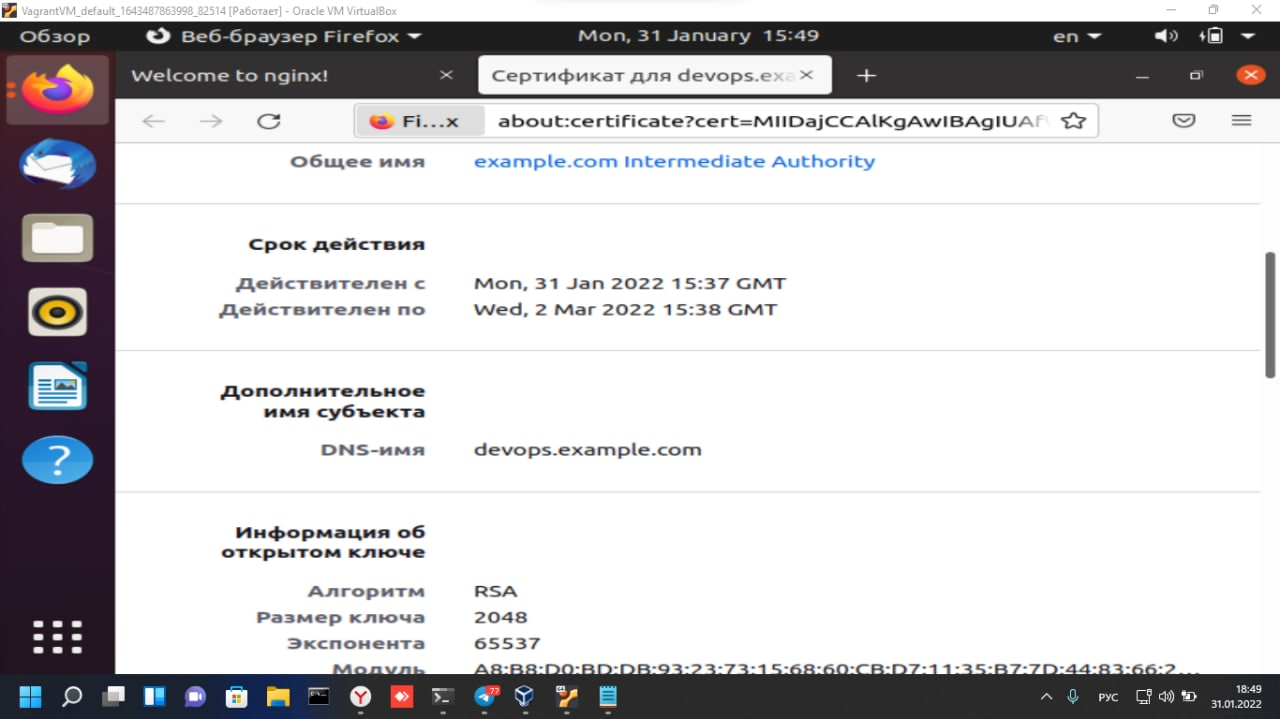 VagrantVM_default_1643487863998_82514 [Работает] - Oracle VM VirtualBox
Обзор Веб-браузер Firefox Mon, 31 January 15:49 en
Welcome to nginx! Сертификат для devops.exa
Fi…x about:certificate?cert=MIIDajCCAlKgAwIBAgIUAf
Общее имя example.com Intermediate Authority
Срок действия
Действителен с Mon, 31 Jan 2022 15:37 GMT
Действителен по Wed, 2 Mar 2022 15:38 GMT
Дополнительное
имя субъекта
DNS-имя devops.example.com
Информация об
открытом ключе
Алгоритм RSA
Размер ключа 2048
Экспонента 65537
Модуль A8:B8:D0:BD:DB:93:23:73:15:68:60:CB:D7:11:35:B7:7D:44:83:66:2…
77
РУС 18:49
31.01.2022